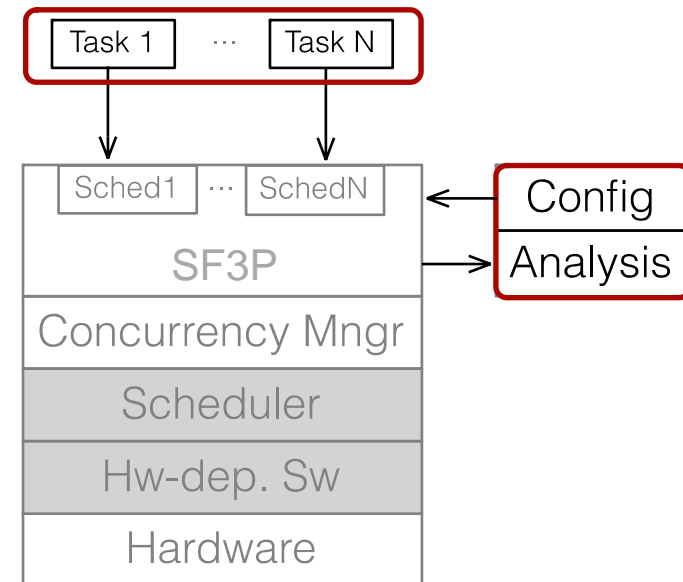 Task 1 ... Task N
Sched1 ... SchedN
Config
SF3P
Analysis
Concurrency Mngr
Scheduler
Hw-dep. Sw
Hardware